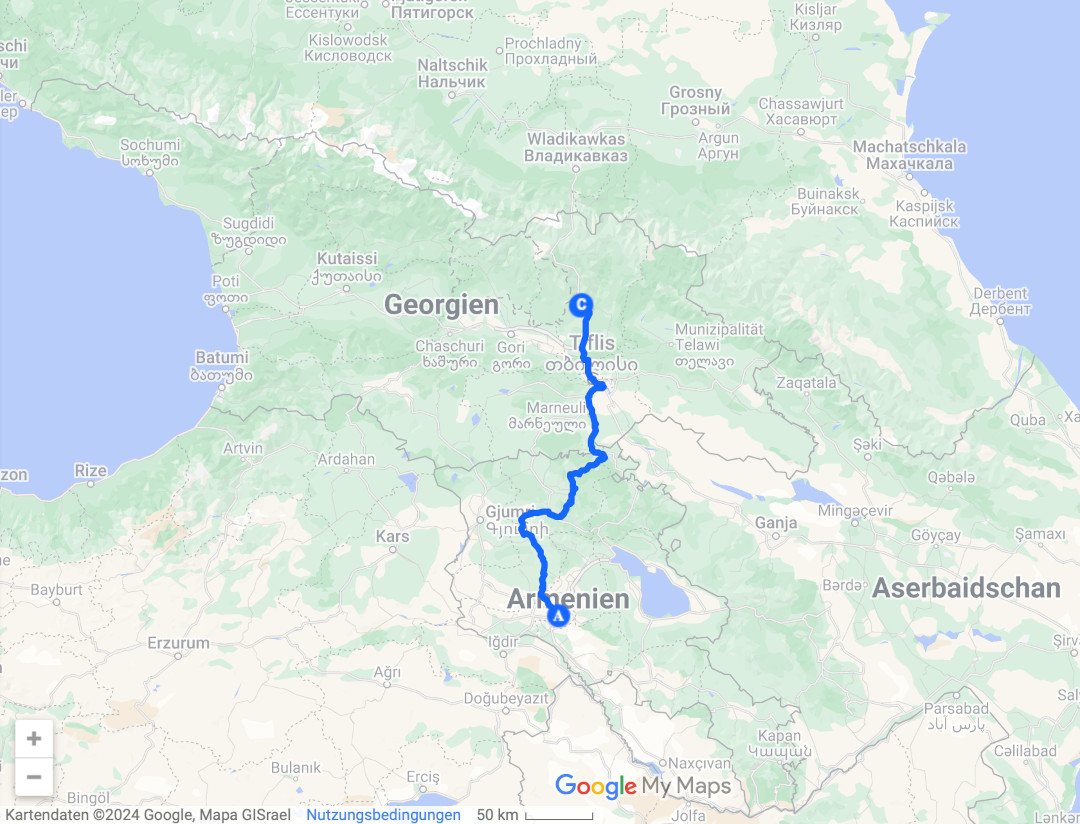 Ессентуки
Пятигорск
Kisljar
Кизляр
Kislowodsk
Кисловодск
Prochladny
Прохладный
Naltschik
Нальчик
Grosny
Грозный
Chassawjurt
Хасавюрт
Argun
Аргун
Wladikawkas
Владикавказ
Machatschkala
Махачкала
Sochumi
სოხუმი
Buinaksk
Буйнакск
Kaspijsk
Каспийск
Sugdidi
ზუგდიდი
Kutaissi
ქუთაისი
Poti
ფოთი
Georgien
C
Derbent
Дербент
Tiflis
თბილისი
Munizipalität
Telawi
თელავი
Chaschuri
ხაშური
Gori
გორი
Batumi
ბათუმი
Zaqatala
Marneuli
მარნეული
Quba
Xa
Artvin
Ardahan
Şəki
Qəbələ
zon
Rize
Gjumri
Գյումրի
Kars
Ganja
Mingəçevir
Göyçay
Şamaxı
Bayburt
Armenien
A
Bərdə
Aserbaidschan
Erzurum
Iğdır
Şirv
Ağrı
Doğubeyazıt
Parsabad
پارس آباد
Sal
Kapan
Կապան
Cəlilabad
Bulanık
Erciş
Naxçıvan
Bingöl
Google My Maps
Jolfa
Lənkəran
+
−
Kartendaten ©2024 Google, Mapa GISrael
Nutzungsbedingungen
50 km